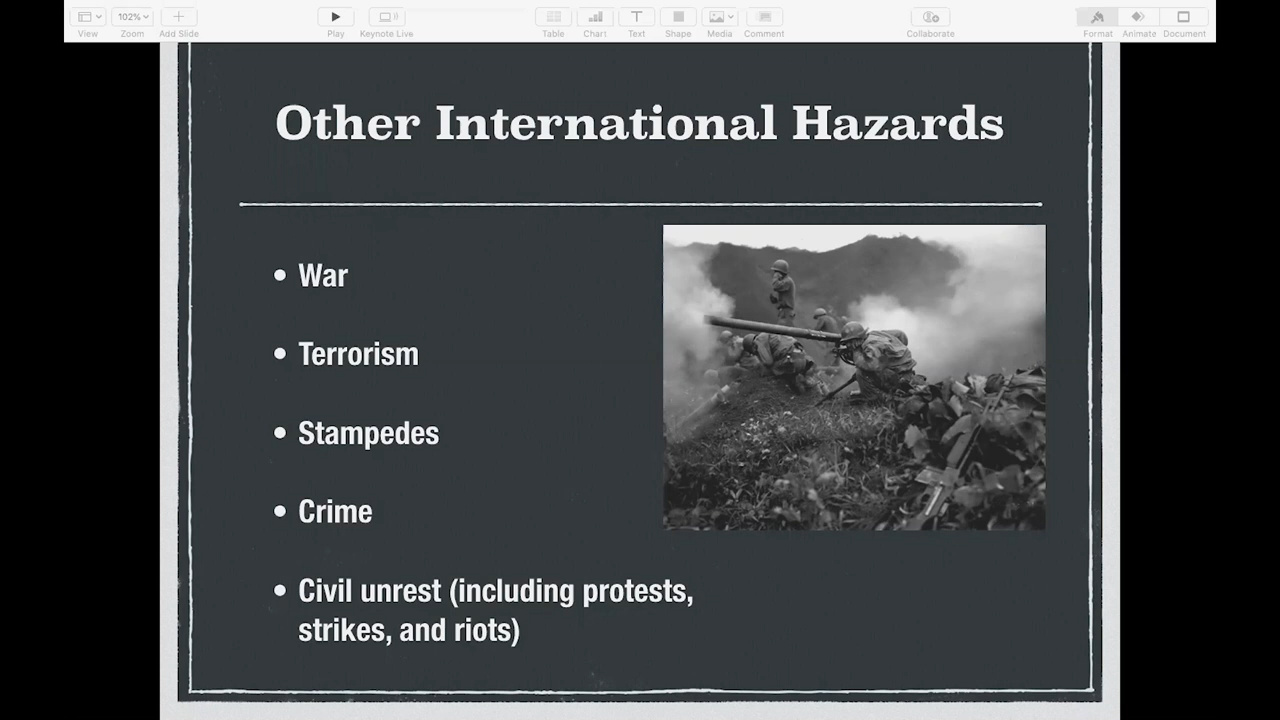 102%
View
Zoom
Add Slide
Play
Keynote Live
Table
Chart
Text
Shape
Media
Comment
Collaborate
Format
Animate
Document
Other International Hazards
• War
• Terrorism
• Stampedes
• Crime
• Civil unrest (including protests,
strikes, and riots)